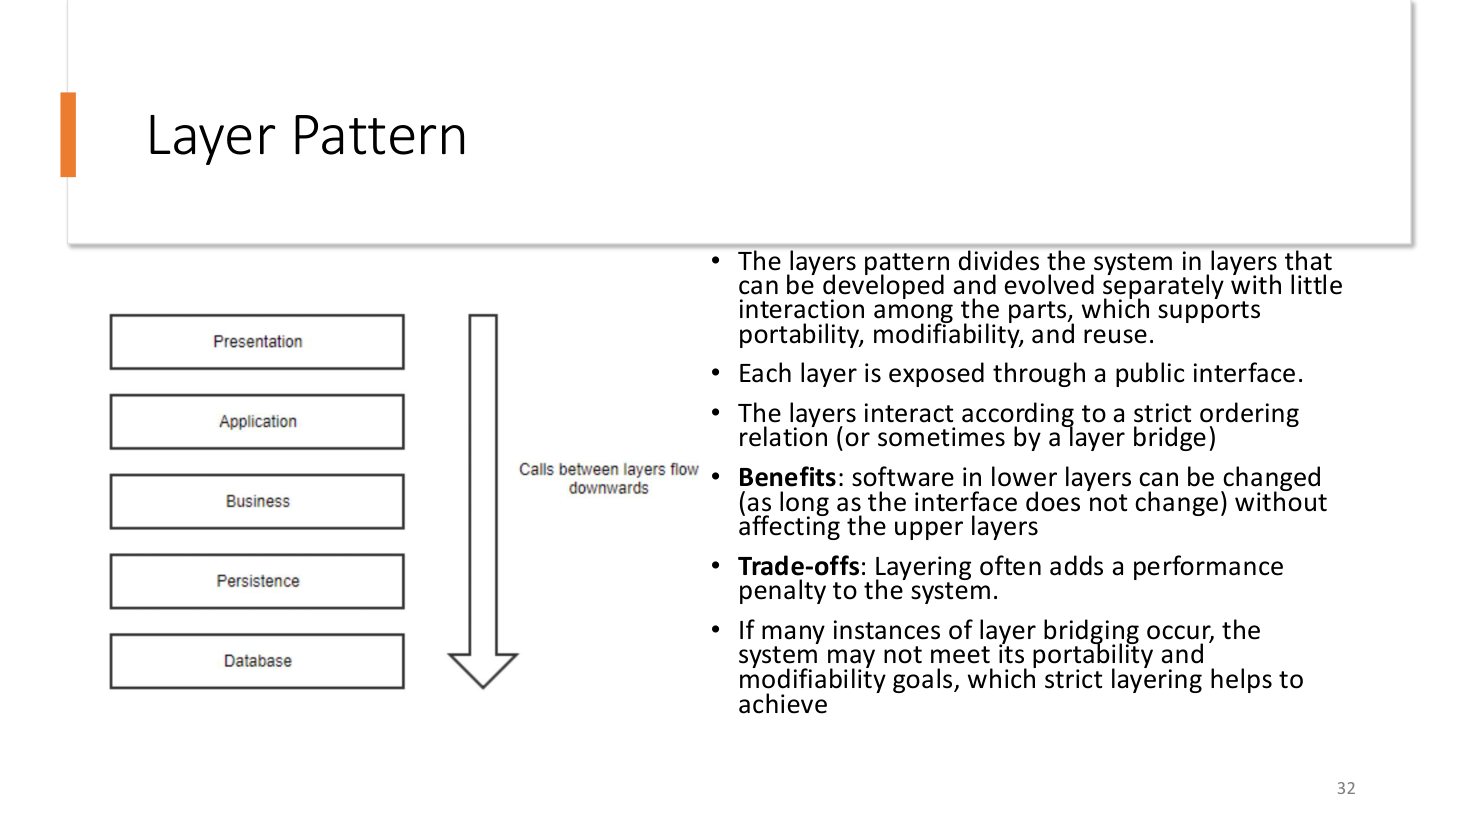 Layer Pattern
Presentation
Application
Business
Persistence
Database
Calls between layers flow
downwards
• The layers pattern divides the system in layers that
can be developed and evolved separately with little
interaction among the parts, which supports
portability, modifiability, and reuse.
• Each layer is exposed through a public interface.
• The layers interact according to a strict ordering
relation (or sometimes by a layer bridge)
• Benefits: software in lower layers can be changed
(as long as the interface does not change) without
affecting the upper layers
• Trade-offs: Layering often adds a performance
penalty to the system.
• If many instances of layer bridging occur, the
system may not meet its portability and
modifiability goals, which strict layering helps to
achieve
32